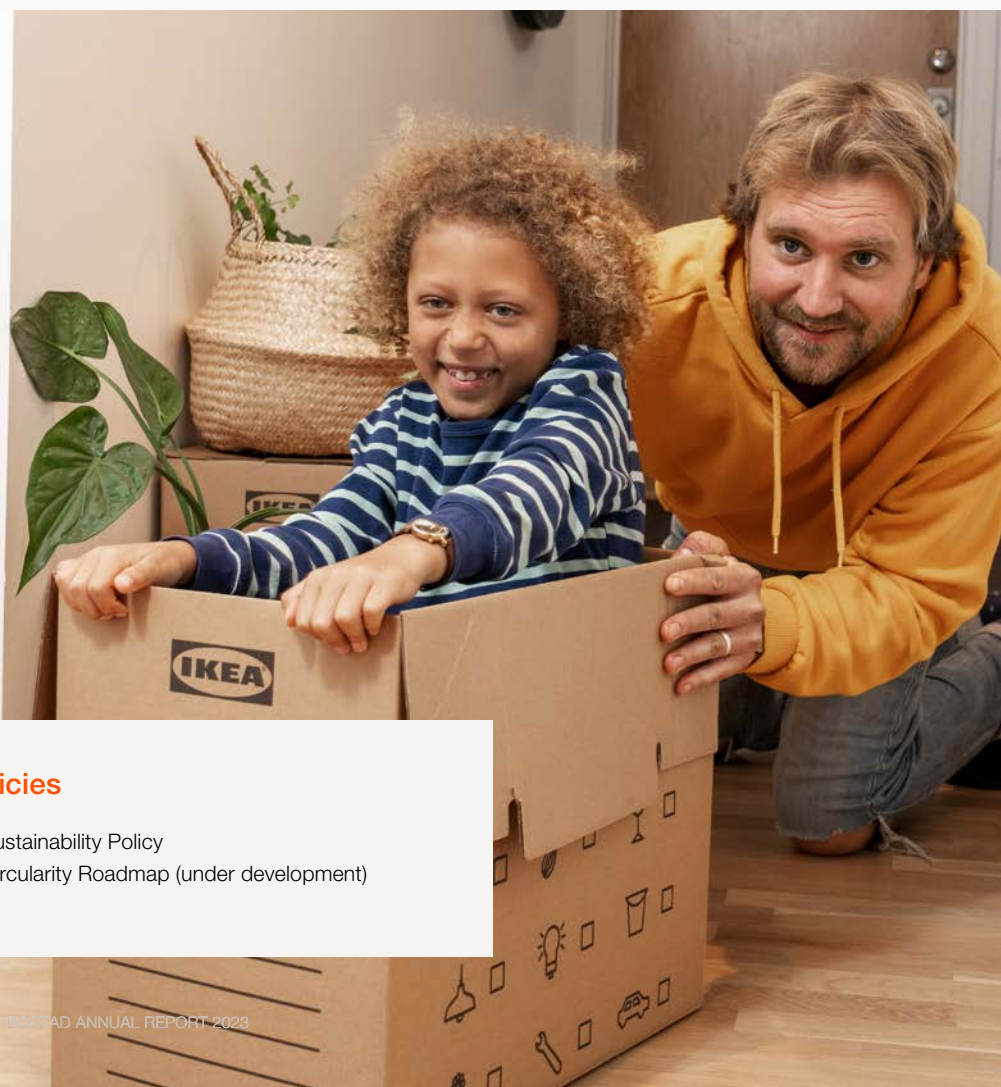 IKEA
IKEA
icies
ustainability Policy
rcularity Roadmap (under development)
AD ANNUAL REPORT 2023